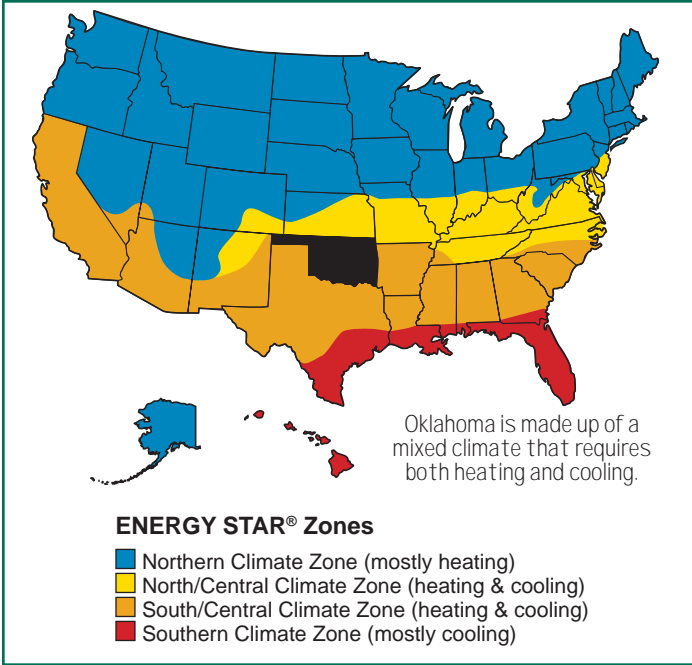 Oklahoma is made up of a
mixed climate that requires
both heating and cooling.
ENERGY STAR® Zones
Northern Climate Zone (mostly heating)
North/Central Climate Zone (heating & cooling)
South/Central Climate Zone (heating & cooling)
Southern Climate Zone (mostly cooling)